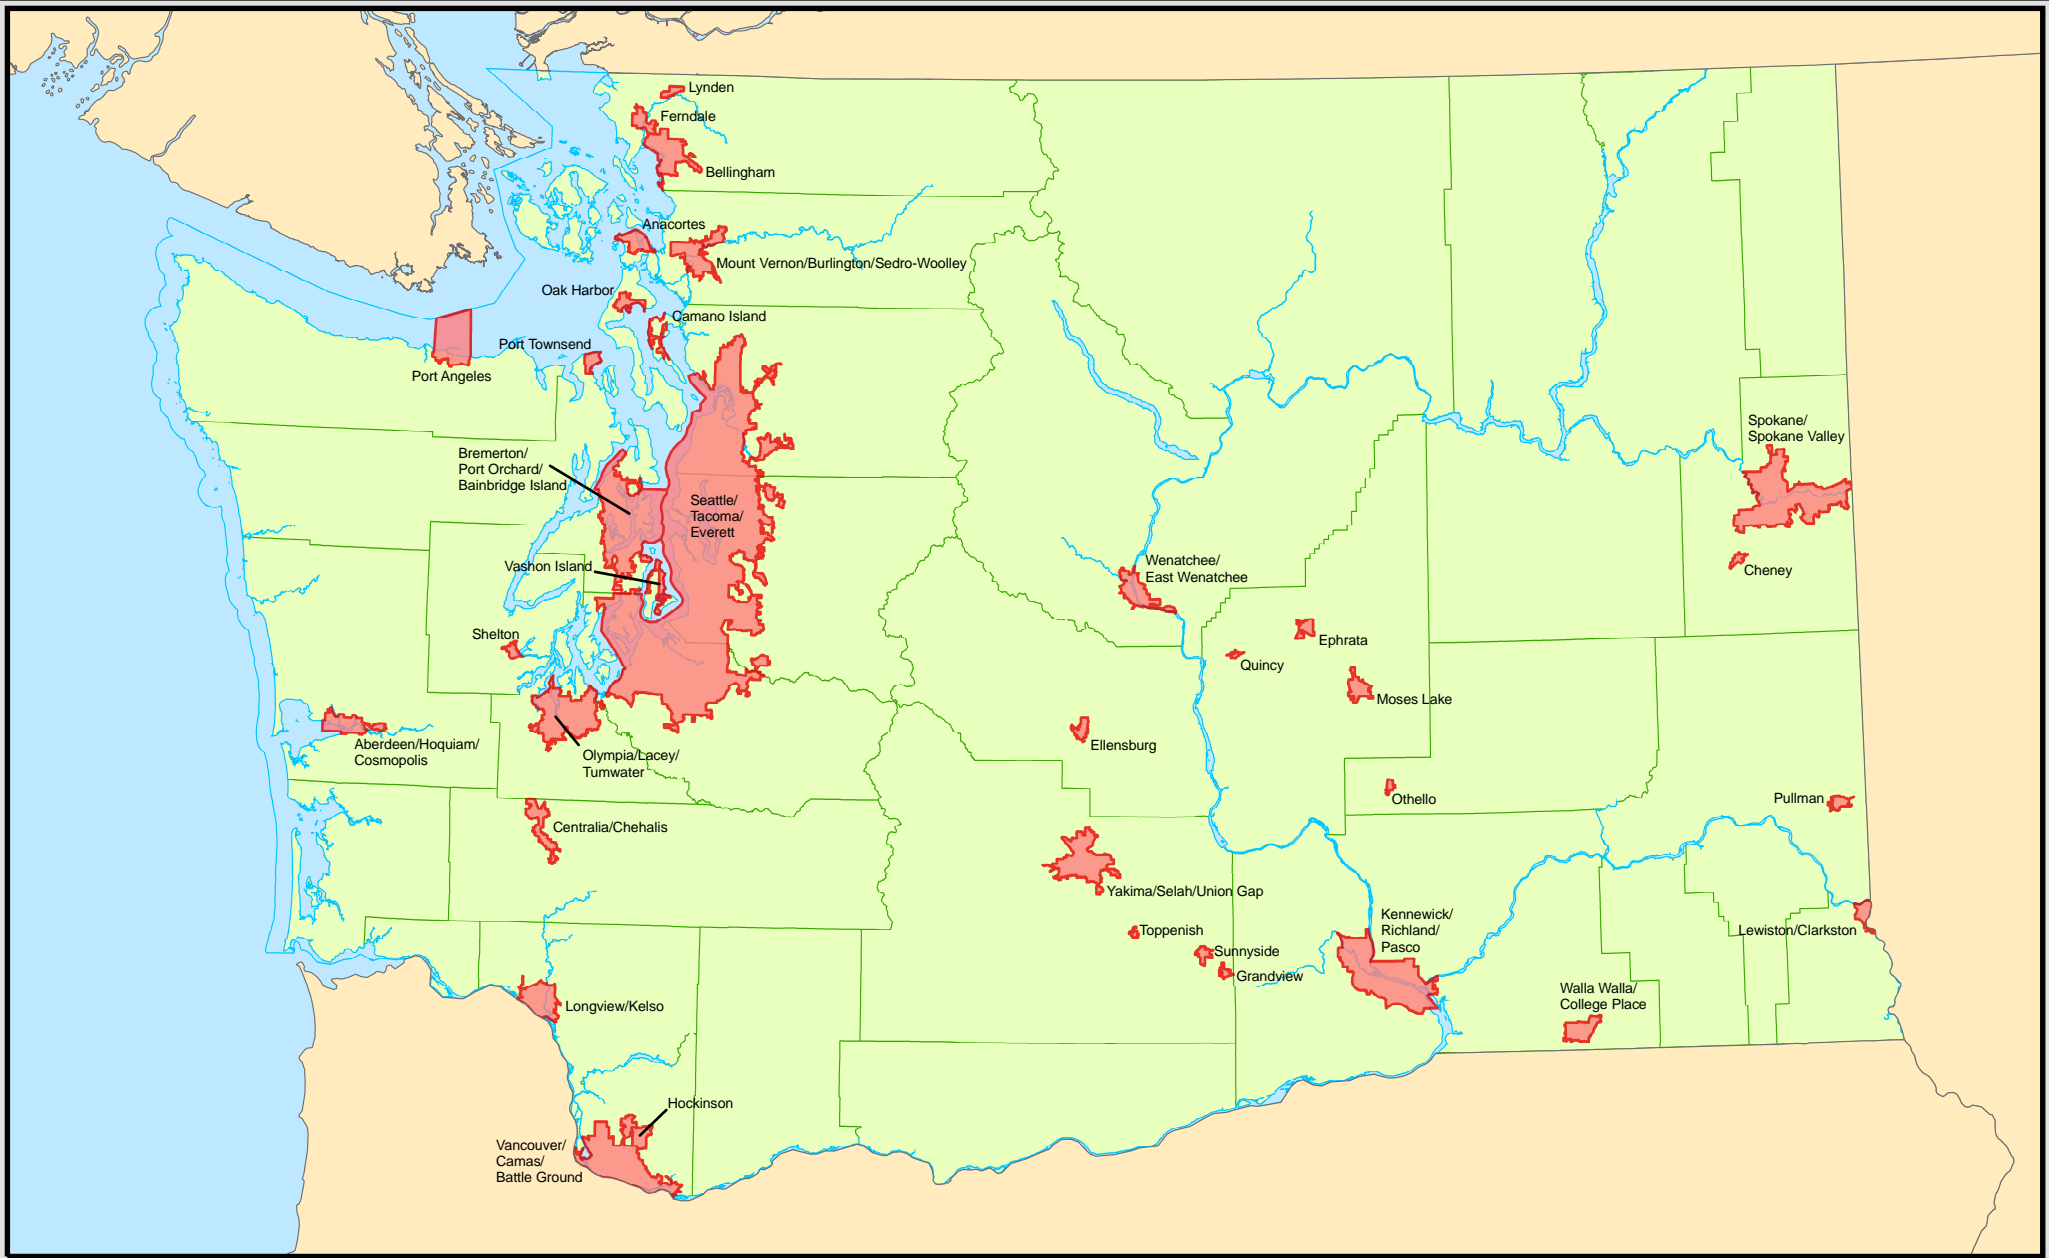 Lynden
Ferndale
Bellingham
Anacortes
Mount Vernon/Burlington/Sedro-Woolley
Oak Harbor
Camano Island
Port Townsend
Port Angeles
Bremerton/
Port Orchard/
Bainbridge Island
Seattle/
Tacoma/
Everett
Vashon Island
Shelton
Aberdeen/Hoquiam/
Cosmopolis
Olympia/Lacey/
Tumwater
Centralia/Chehalis
Longview/Kelso
Hockinson
Vancouver/
Camas/
Battle Ground
Spokane/
Spokane Valley
Cheney
Wenatchee/
East Wenatchee
Ephrata
Quincy
Moses Lake
Ellensburg
Othello
Pullman
Yakima/Selah/Union Gap
Toppenish
Sunnyside
Grandview
Kennewick/
Richland/
Pasco
Lewiston/Clarkston
Walla Walla/
College Place